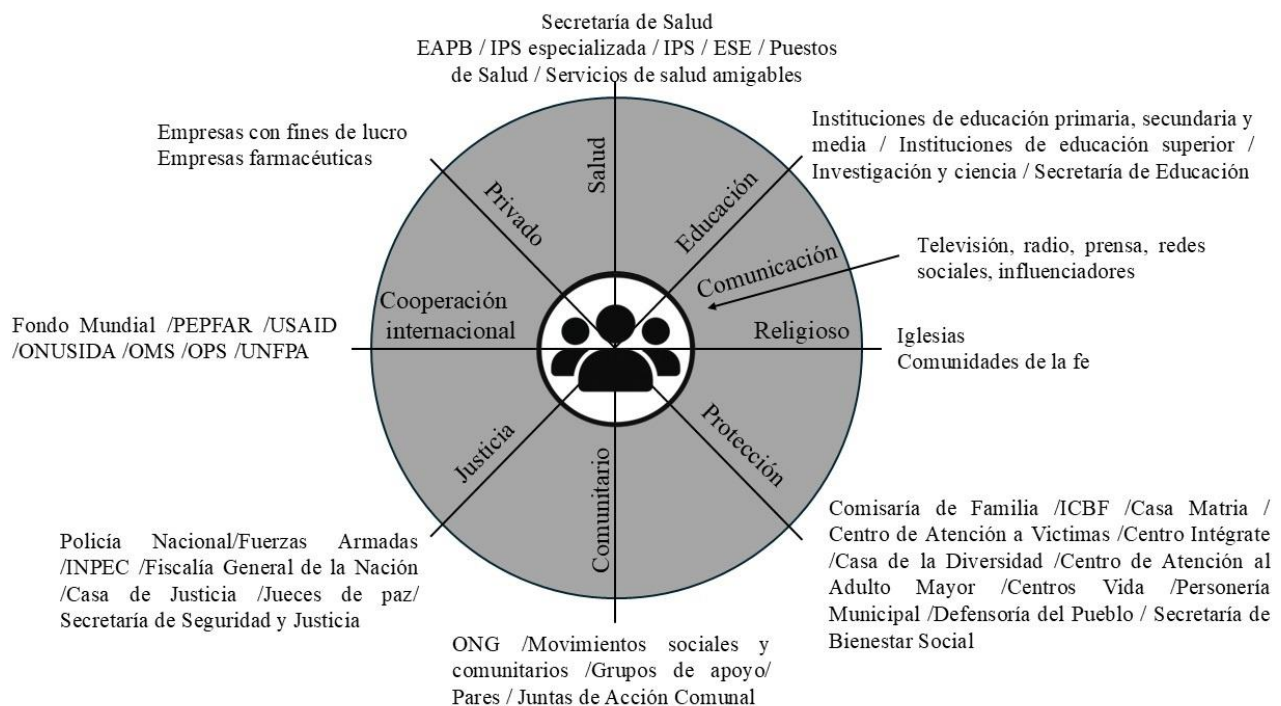 Secretaría de Salud
EAPB / IPS especializada / IPS / ESE / Puestos
de Salud / Servicios de salud amigables
Empresas con fines de lucro
Empresas farmacéuticas
Instituciones de educación primaria, secundaria y
media / Instituciones de educación superior /
Investigación y ciencia / Secretaría de Educación
Salud
Privado
Educación
Comunicación
Televisión, radio, prensa, redes
sociales, influenciadores
Cooperación
internacional
Religioso
Fondo Mundial /PEPFAR /USAID
/ONUSIDA /OMS /OPS /UNFPA
Iglesias
Comunidades de la fe
Justicia
Comunitario
Protección
Policía Nacional/Fuerzas Armadas
/INPEC /Fiscalía General de la Nación
/Casa de Justicia /Jueces de paz/
Secretaría de Seguridad y Justicia
Comisaría de Familia /ICBF /Casa Matria /
Centro de Atención a Victimas /Centro Intégrate
/Casa de la Diversidad /Centro de Atención al
Adulto Mayor /Centros Vida /Personería
Municipal /Defensoría del Pueblo / Secretaría de
Bienestar Social
ONG /Movimientos sociales y
comunitarios /Grupos de apoyo/
Pares / Juntas de Acción Comunal